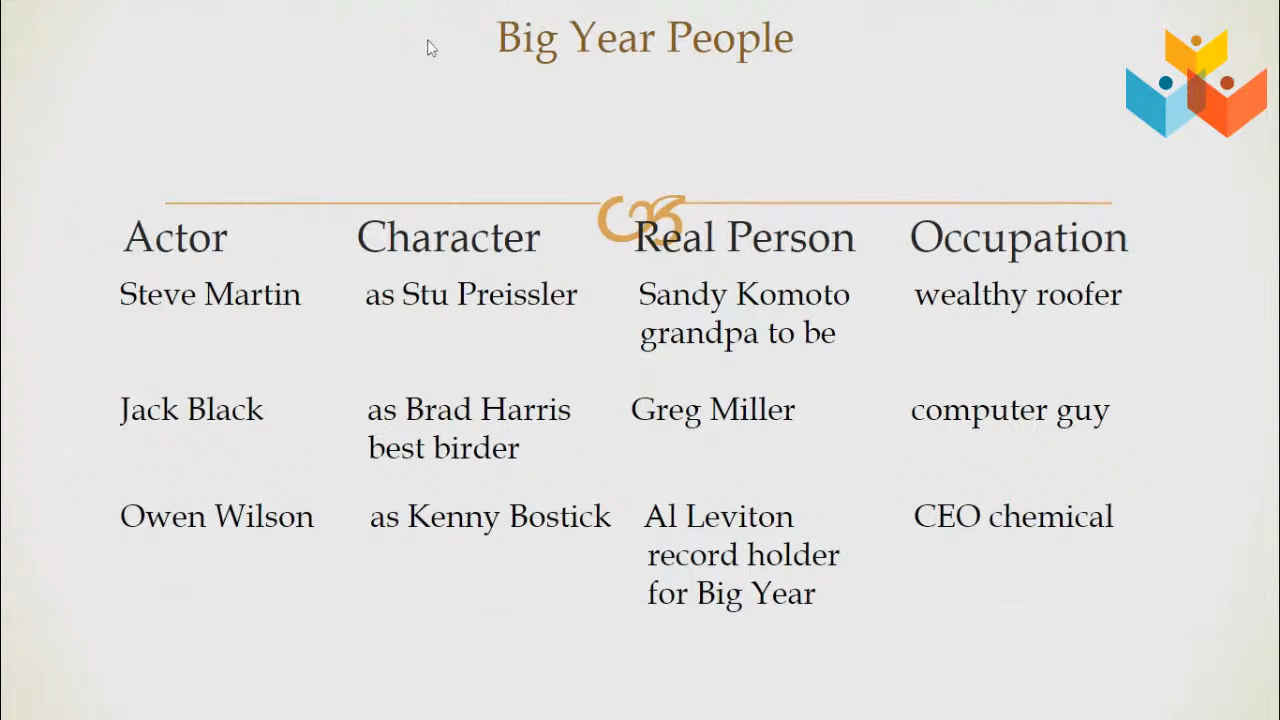 Big Year People
Actor Character Real Person Occupation
Steve Martin as Stu Preissler Sandy Komoto wealthy roofer
grandpa to be
Jack Black as Brad Harris Greg Miller computer guy
best birder
Owen Wilson as Kenny Bostick Al Leviton CEO chemical
record holder
for Big Year